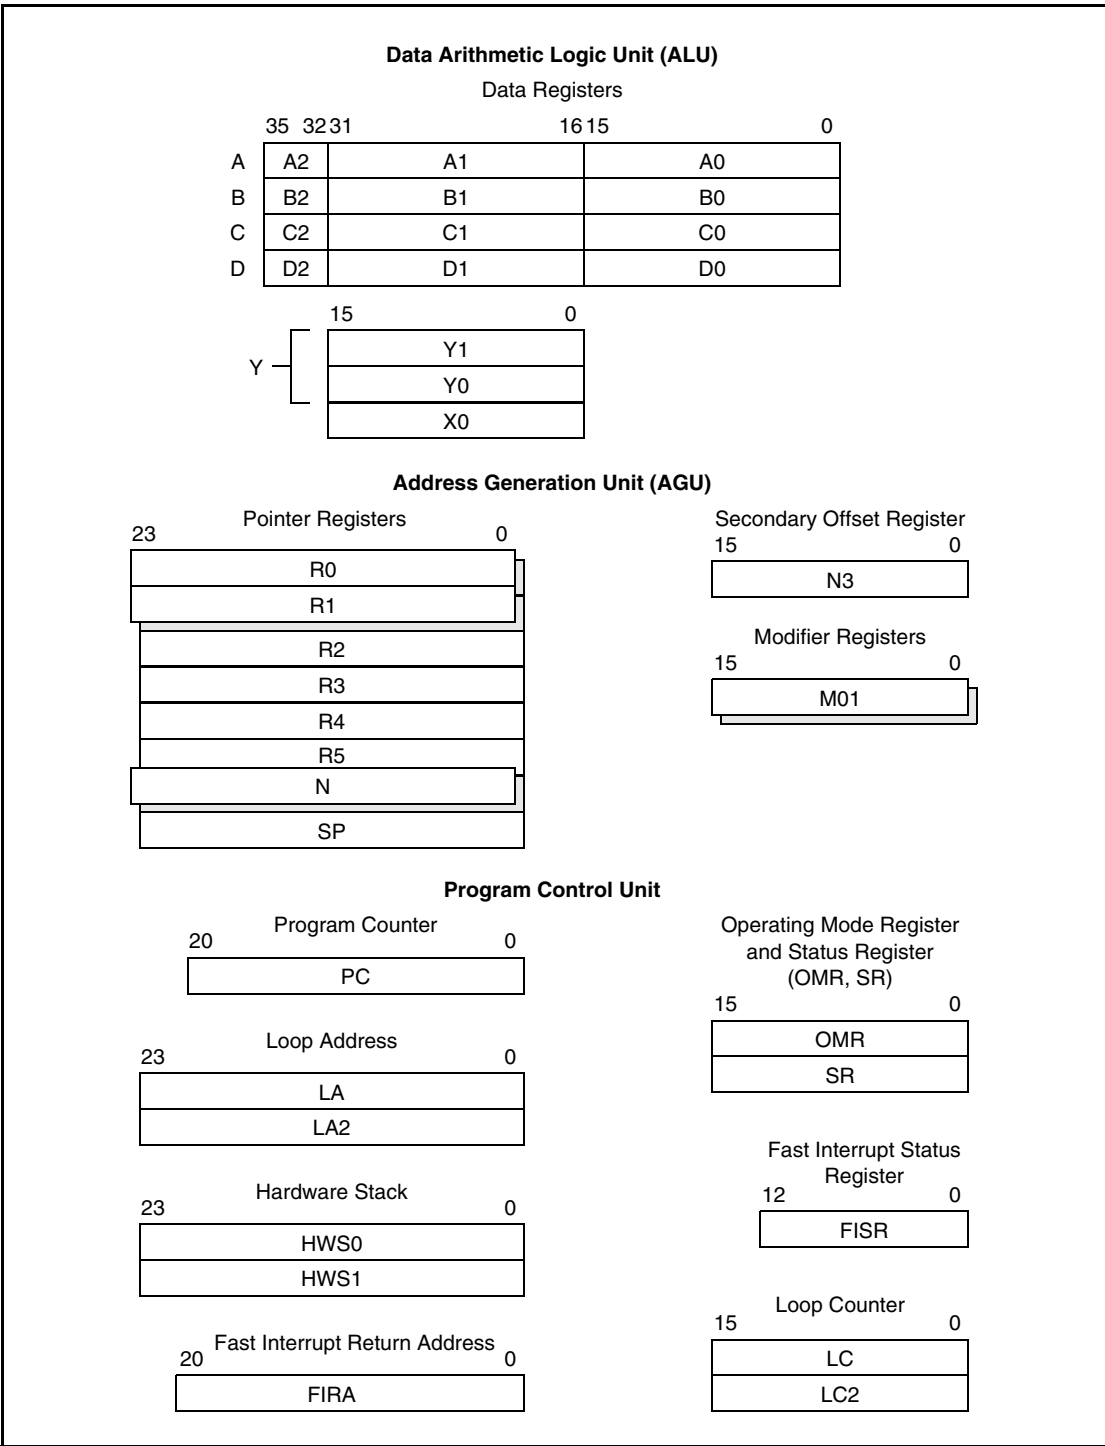 Data Arithmetic Logic Unit (ALU)
Data Registers
35 32 31 16 15 0
A A2 A1 A0
B B2 B1 B0
C C2 C1 C0
D D2 D1 D0
15 0
Y Y1
Y0
X0
Address Generation Unit (AGU)
Pointer Registers
23 0
R0
R1
R2
R3
R4
R5
N
SP
Secondary Offset Register
15 0
N3
Modifier Registers
15 0
M01
Program Control Unit
Program Counter
20 0
PC
Loop Address
23 0
LA
LA2
Hardware Stack
23 0
HWS0
HWS1
Fast Interrupt Return Address
20 0
FIRA
Operating Mode Register
and Status Register
(OMR, SR)
15 0
OMR
SR
Fast Interrupt Status
Register
12 0
FISR
Loop Counter
15 0
LC
LC2